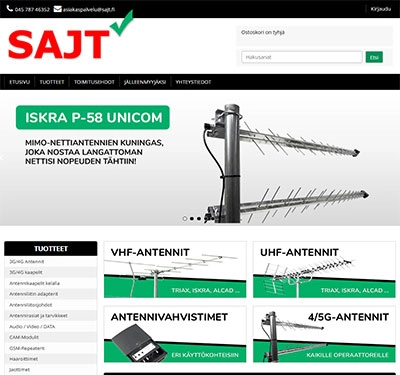 045 787 46352 asiakaspalvelu@sajt.fi
Kirjaudu
SAJT
Ostoskori on tyhjä
Hakusanat
Etsi
ETUSIVU TUOTTEET TOIMITUSEHDOT JÄLLEENMYYJÄKSI YHTEYSTIEDOT
ISKRA P-58 UNICOM
MIMO-NETTIANTENNIEN KUNINGAS,
JOKA NOSTAA LANGATTOMAN
NETTISI NOPEUDEN TÄHTIIN!
TUOTTEET
3G/4G Antennit
3G/4G kaapelit
Antennikaapelit kelalla
Antenniliitin adapterit
Antenniliitosjohdot
Antennirasiat ja tarvikkeet
Audio / Video / DATA
CAM-Modulit
GSM-Repeaterit
Haaroittimet
Jaottimet
VHF-ANTENNIT
TRIAX, ISKRA, ALCAD ...
UHF-ANTENNIT
TRIAX, ISKRA, ALCAD ...
ANTENNIVAHVISTIMET
ERI KÄYTTÖKOHTEISIIN
4/5G-ANTENNIT
KAIKILLE OPERAATTOREILLE